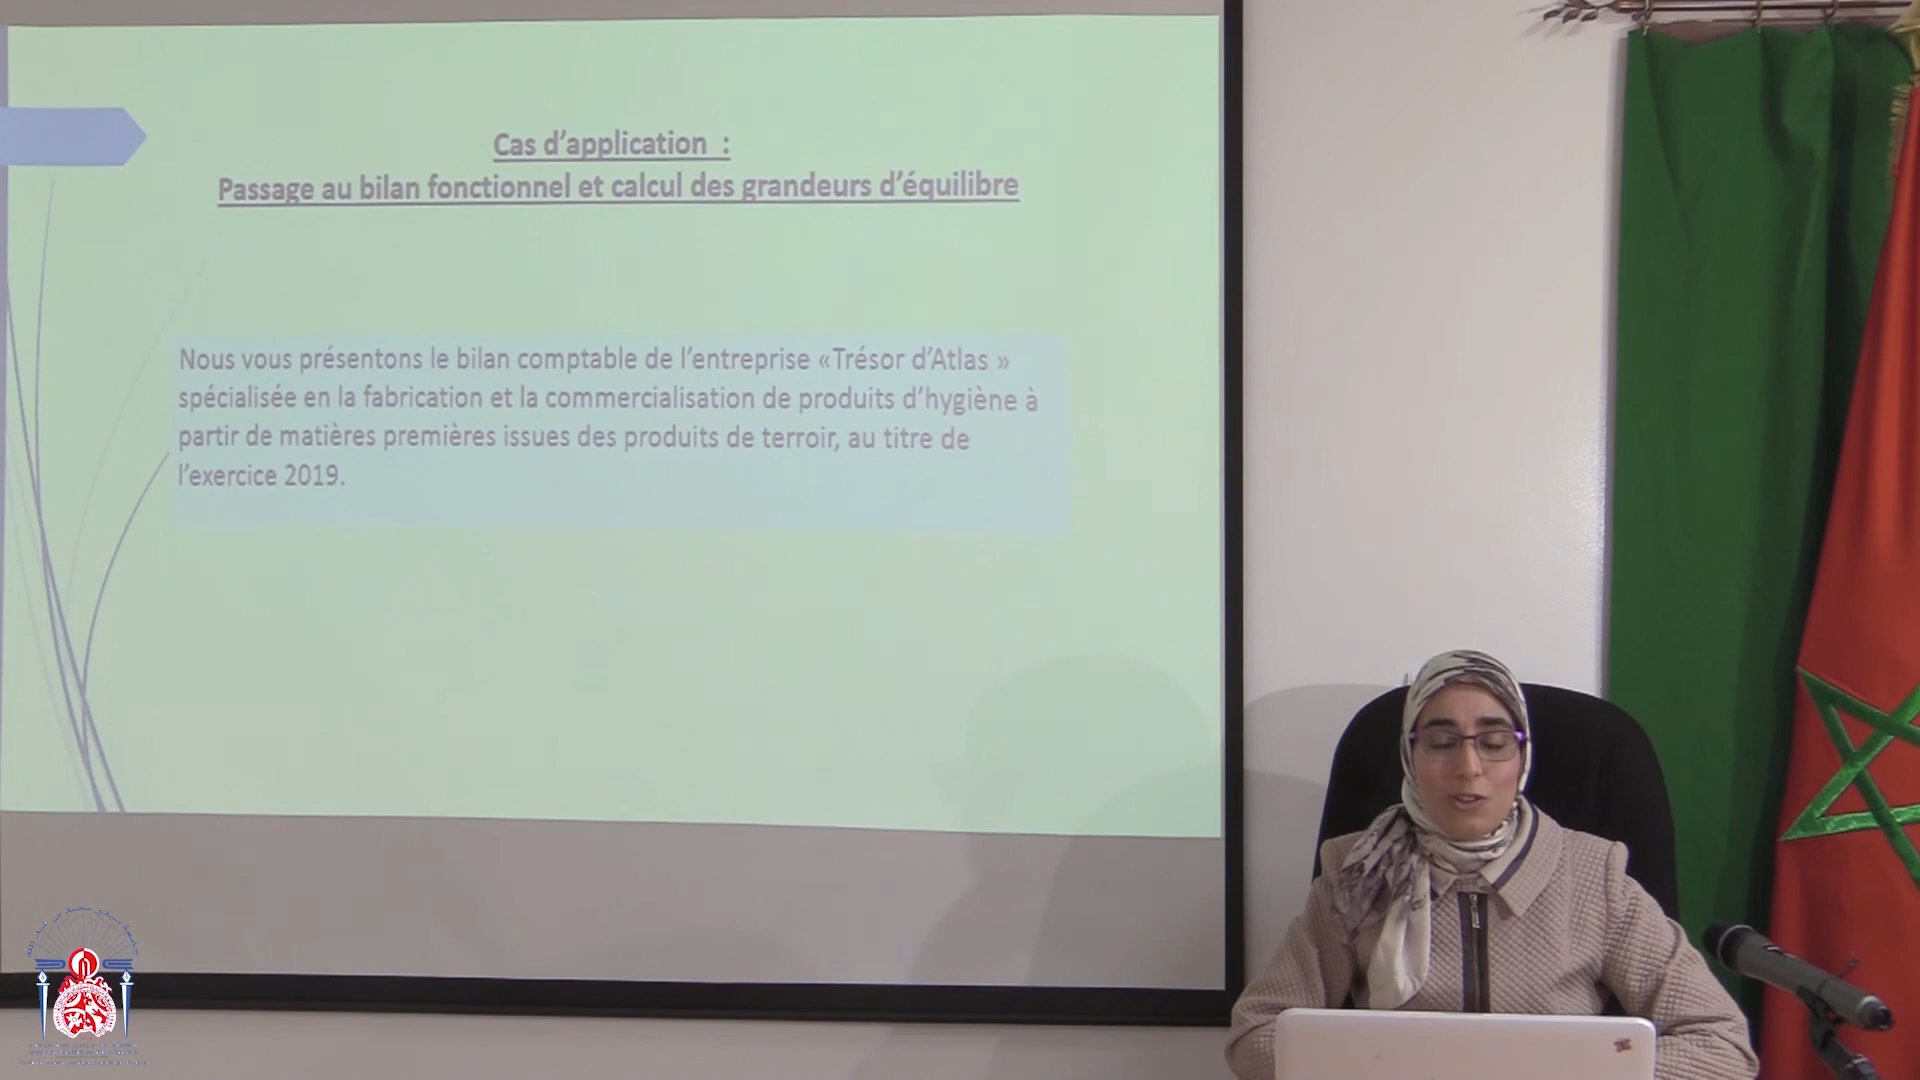 Cas d’application :
Passage au bilan fonctionnel et calcul des grandeurs d’équilibre
Nous vous présentons le bilan comptable de l’entreprise «Trésor d’Atlas »
spécialisée en la fabrication et la commercialisation de produits d’hygiène à
partir de matières premières issues des produits de terroir, au titre de
l’exercice 2019.